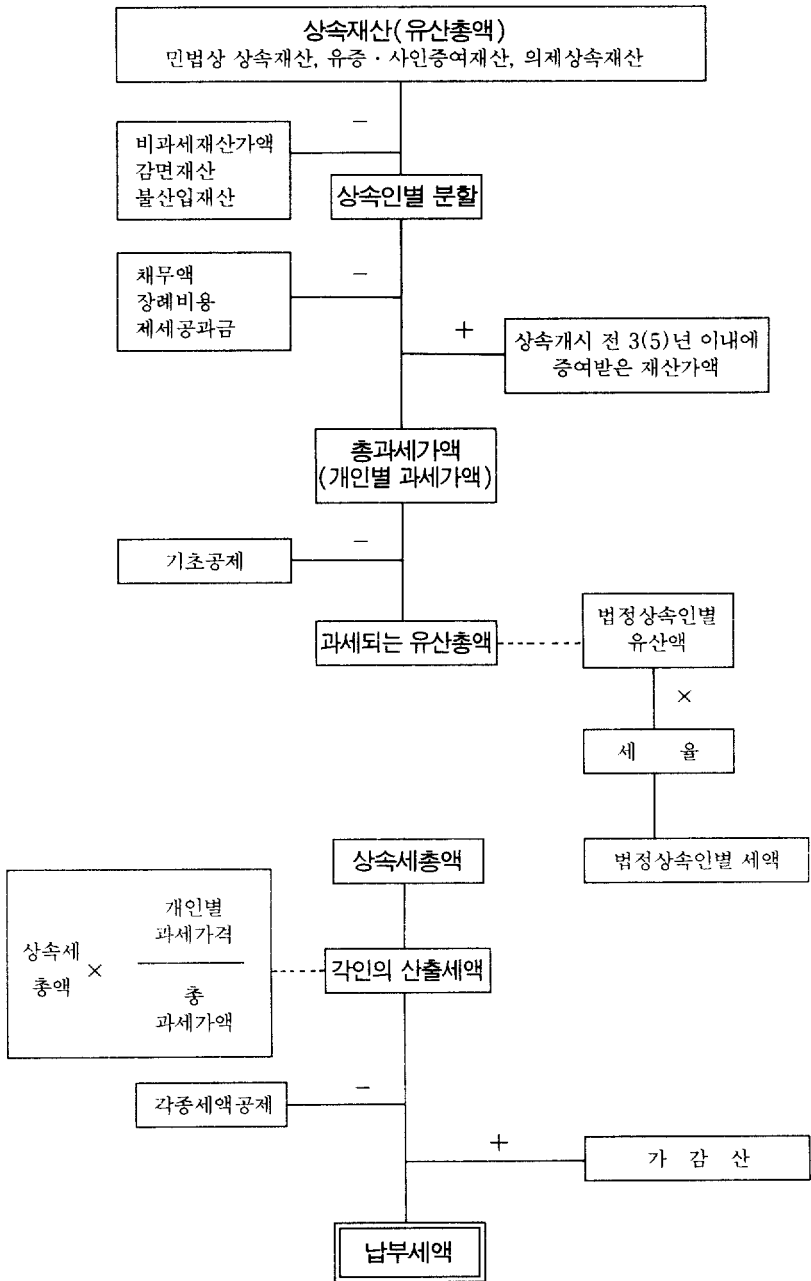 상속재산(유산총액)
민법상 상속재산, 유증 · 사인증여재산, 의제상속재산
−
비과세재산가액
감면재산
불산입재산
상속인별 분할
−
채무액
장례비용
제세공과금
+
상속개시 전 3(5)년 이내에
증여받은 재산가액
총과세가액
(개인별 과세가액)
−
기초공제
과세되는 유산총액
법정상속인별
유산액
×
세 율
법정상속인별 세액
상속세총액
상속세
총액
×
개인별
과세가격
총
과세가액
각인의 산출세액
−
각종세액공제
+
가 감 산
납부세액